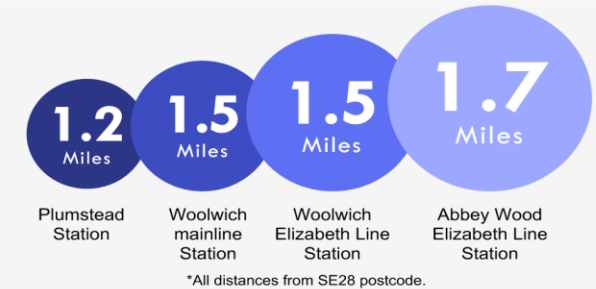 1.2
Miles
1.5
Miles
1.5
Miles
1.7
Miles
Plumstead
Station
Woolwich
mainline
Station
Woolwich
Elizabeth Line
Station
Abbey Wood
Elizabeth Line
Station
*All distances from SE28 postcode.